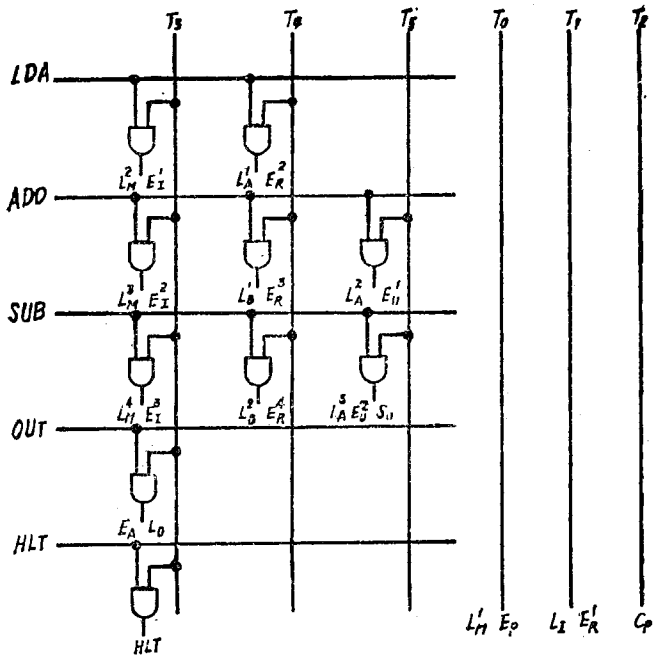 T3 T4 T5 T0 T1 T2
LDA
L²M E¹I L¹A E²R
ADD
L³M E²I L¹B E³R L²A E¹U
SUB
L⁴M E³I L²B E⁴R L³A E²U SU
OUT
EA LO
HLT
L¹M EP LI E¹R CP
HLT